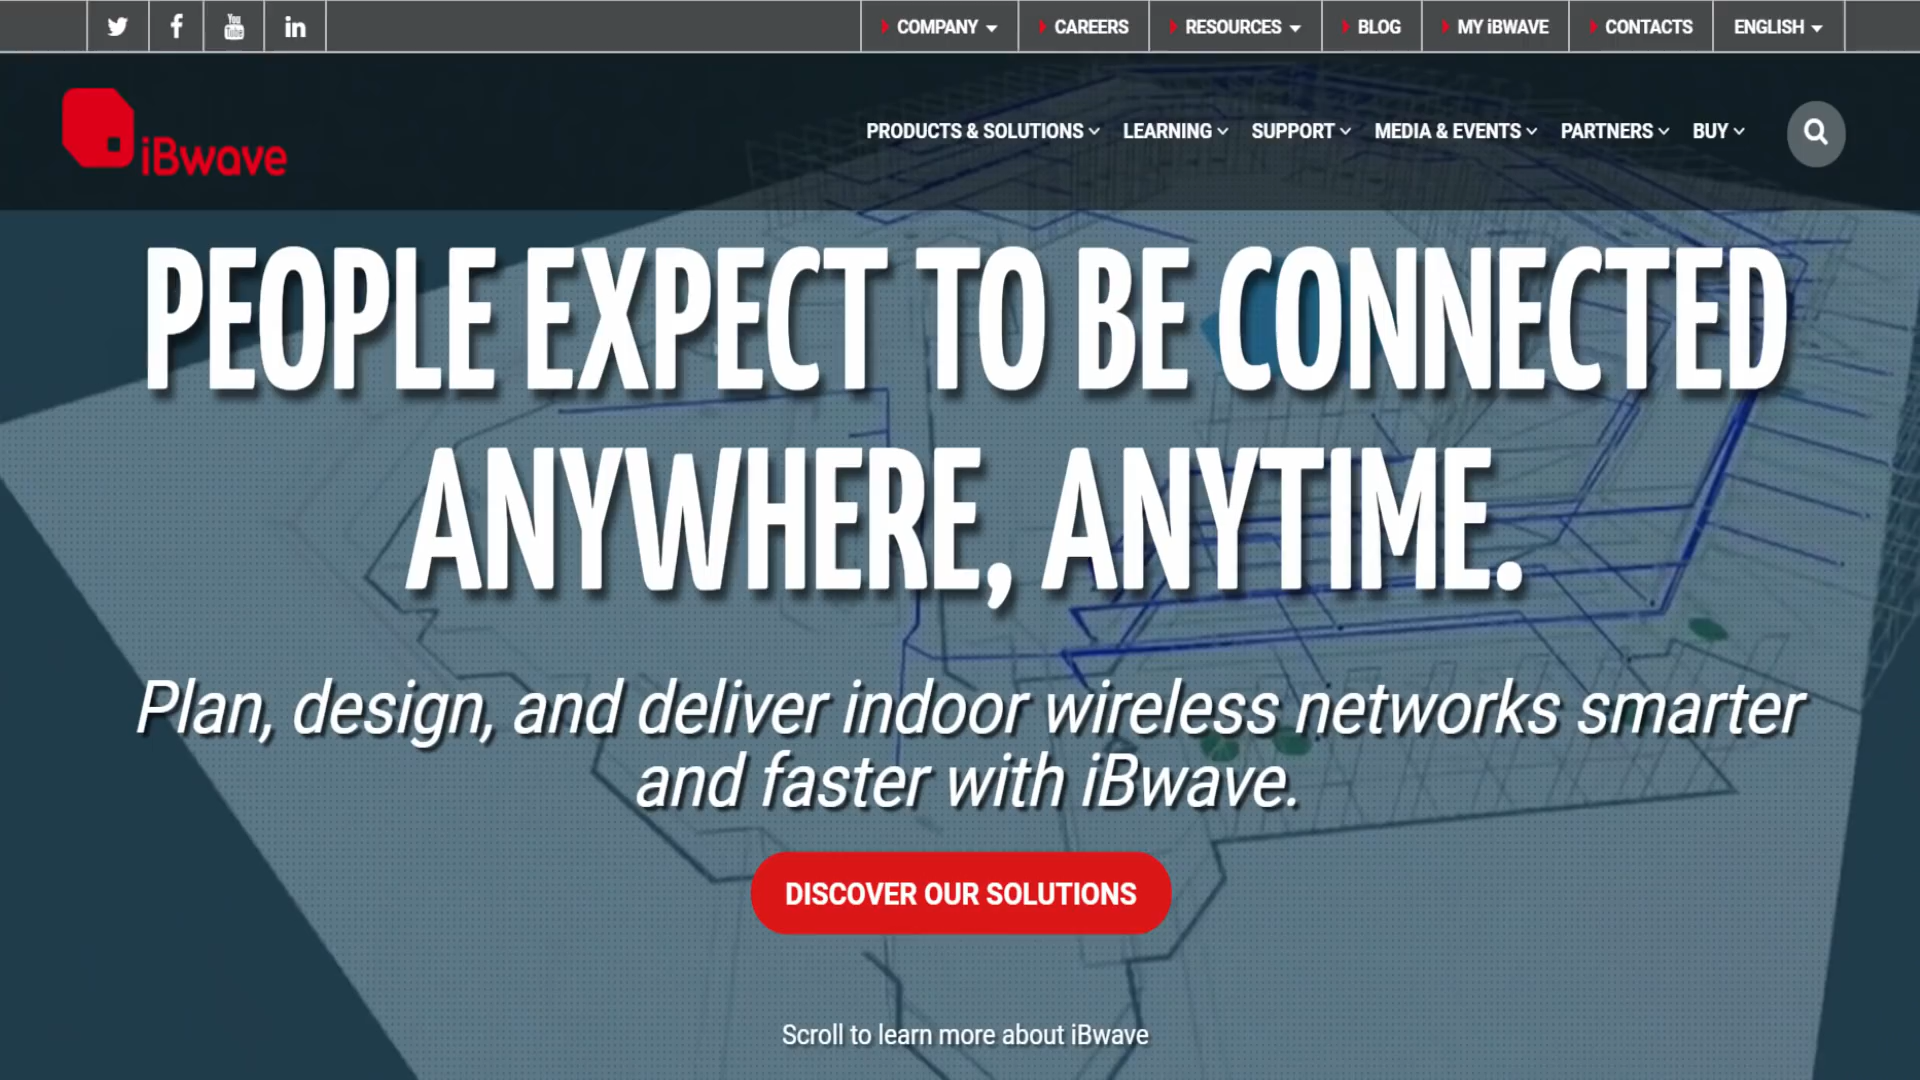 You Tube
COMPANY
CAREERS
RESOURCES
BLOG
MY iBWAVE
CONTACTS
ENGLISH
iBwave
PRODUCTS & SOLUTIONS
LEARNING
SUPPORT
MEDIA & EVENTS
PARTNERS
BUY
PEOPLE EXPECT TO BE CONNECTED
ANYWHERE, ANYTIME.
Plan, design, and deliver indoor wireless networks smarter
and faster with iBwave.
DISCOVER OUR SOLUTIONS
Scroll to learn more about iBwave